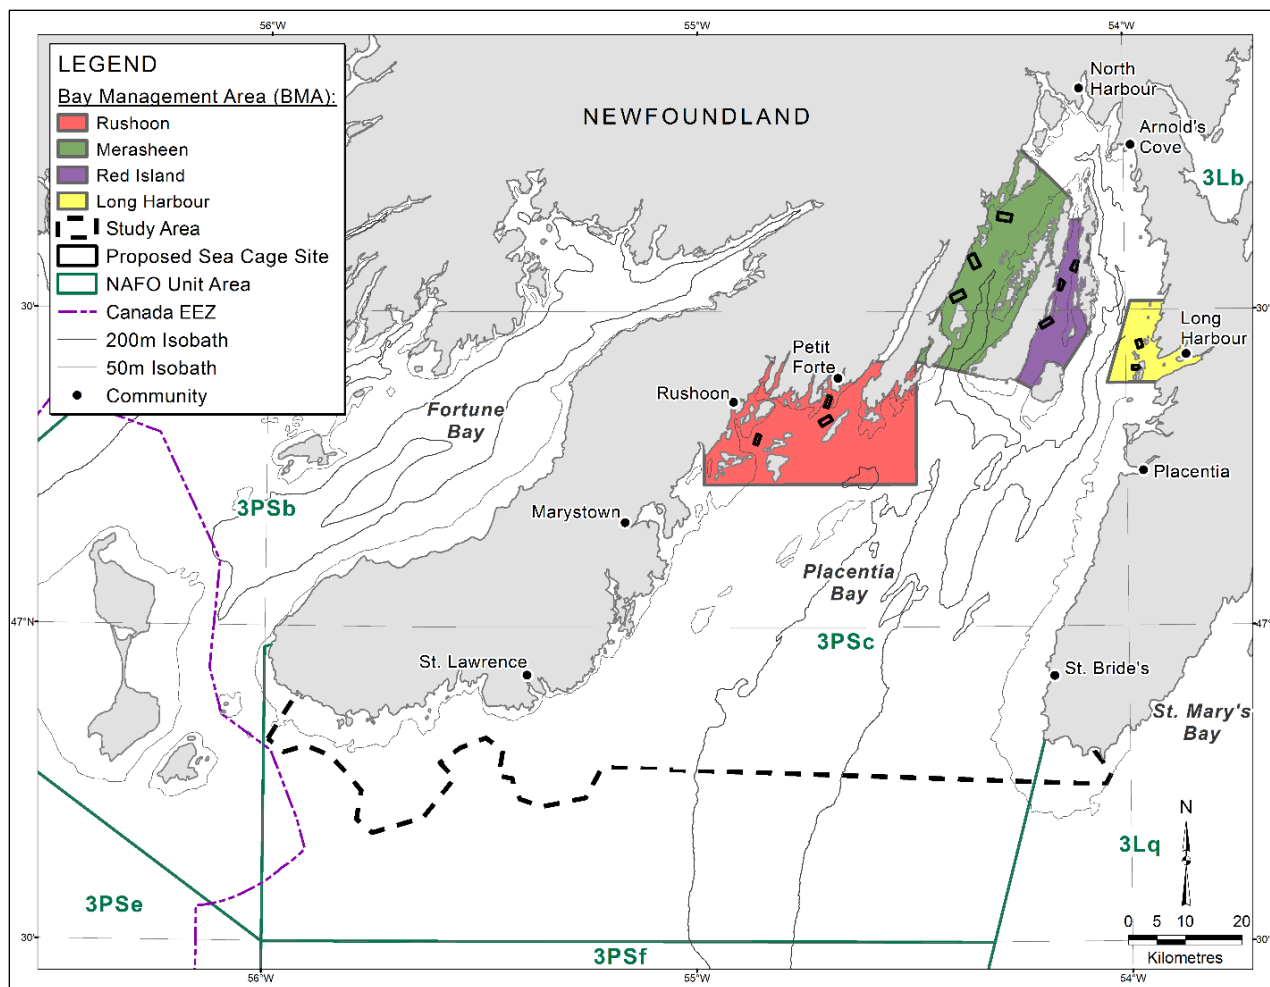 56°W
55°W
54°W
LEGEND
Bay Management Area (BMA):
Rushoon
Merasheen
Red Island
Long Harbour
Study Area
Proposed Sea Cage Site
NAFO Unit Area
Canada EEZ
200m Isobath
50m Isobath
Community
NEWFOUNDLAND
North
Harbour
Arnold's
Cove
3Lb
30'
30'
Long
Harbour
Petit
Forte
Rushoon
Fortune
Bay
Placentia
3PSb
Marystown
Placentia
Bay
47°N
47°N
3PSc
St. Lawrence
St. Bride's
St. Mary's
Bay
N
3Lq
3PSe
0 5 10 20
Kilometres
30'
30'
3PSf
56°W
55°W
54°W